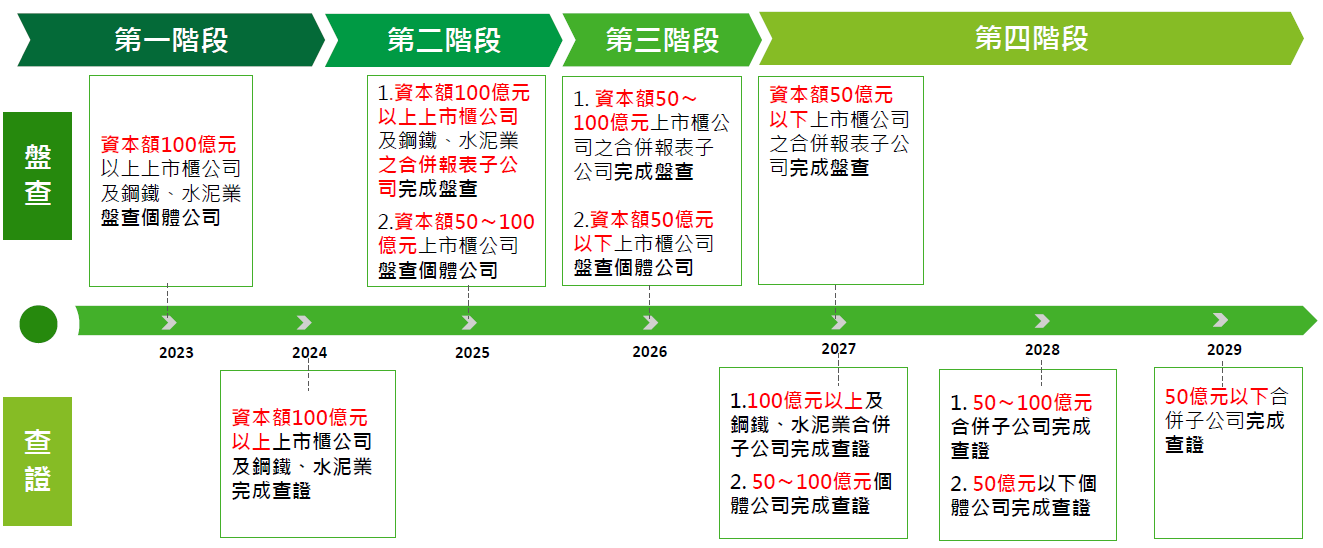 第一階段
第二階段
第三階段
第四階段
盤
查
資本額100億元
以上上市櫃公司
及鋼鐵、水泥業
盤查個體公司
1.資本額100億元
以上上市櫃公司
及鋼鐵、水泥業
之合併報表子公
司完成盤查
2.資本額50～100
億元上市櫃公司
盤查個體公司
1. 資本額50～
100億元上市櫃公
司之合併報表子
公司完成盤查
2.資本額50億元
以下上市櫃公司
盤查個體公司
資本額50億元
以下上市櫃公司
之合併報表子公
司完成盤查
2023
2024
2025
2026
2027
2028
2029
查
證
資本額100億元
以上上市櫃公司
及鋼鐵、水泥業
完成查證
1.100億元以上及
鋼鐵、水泥業合併
子公司完成查證
2. 50～100億元個
體公司完成查證
1. 50～100億元
合併子公司完成
查證
2. 50億元以下個
體公司完成查證
50億元以下合
併子公司完成
查證